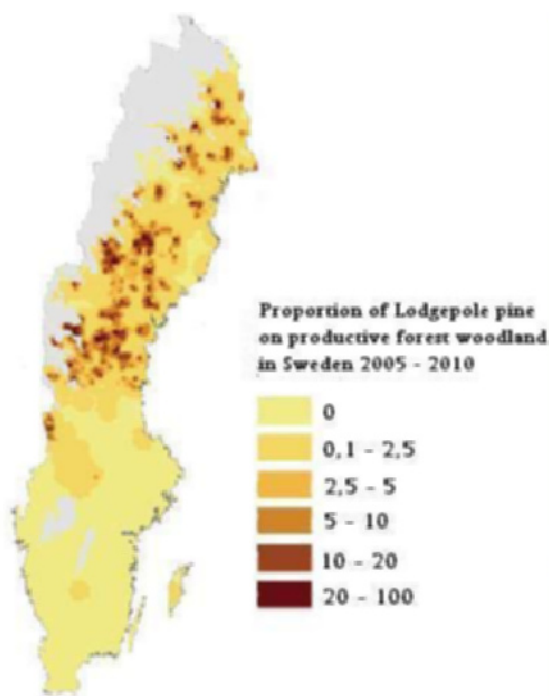 Proportion of Lodgepole pine
on productive forest woodland
in Sweden 2005 - 2010
0
0,1 - 2,5
2,5 - 5
5 - 10
10 - 20
20 - 100